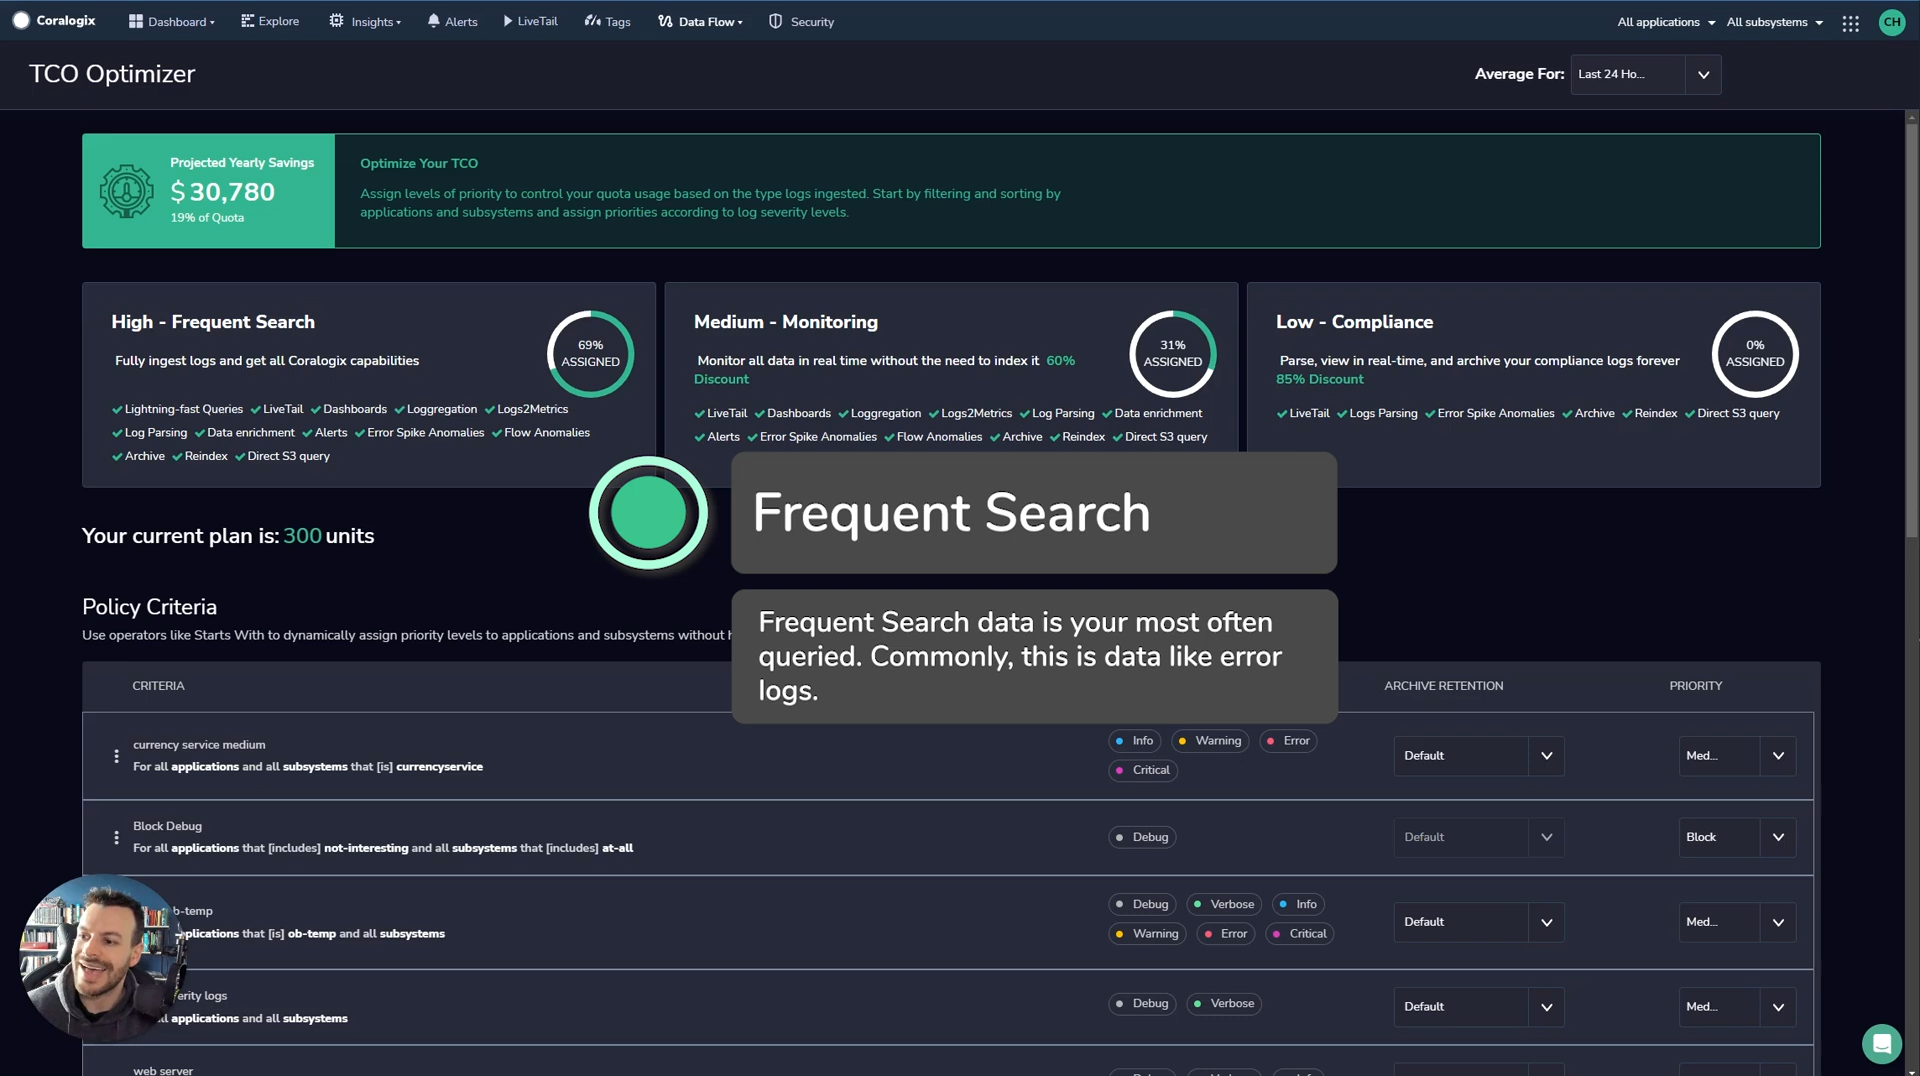 Coralogix
Dashboard
Explore
Insights
Alerts
LiveTail
Tags
Data Flow
Security
All applications
All subsystems
CH
TCO Optimizer
Average For:
Last 24 Ho...
Projected Yearly Savings
$ 30,780
19% of Quota
Optimize Your TCO
Assign levels of priority to control your quota usage based on the type logs ingested. Start by filtering and sorting by
applications and subsystems and assign priorities according to log severity levels.
High - Frequent Search
Fully ingest logs and get all Coralogix capabilities
69%
ASSIGNED
Lightning-fast Queries LiveTail Dashboards Loggregation Logs2Metrics
Log Parsing Data enrichment Alerts Error Spike Anomalies Flow Anomalies
Archive Reindex Direct S3 query
Medium - Monitoring
Monitor all data in real time without the need to index it 60%
Discount
31%
ASSIGNED
LiveTail Dashboards Loggregation Logs2Metrics Log Parsing Data enrichment
Alerts Error Spike Anomalies Flow Anomalies Archive Reindex Direct S3 query
Low - Compliance
Parse, view in real-time, and archive your compliance logs forever
85% Discount
0%
ASSIGNED
LiveTail Logs Parsing Error Spike Anomalies Archive Reindex Direct S3 query
Frequent Search
Frequent Search data is your most often
queried. Commonly, this is data like error
logs.
Your current plan is: 300 units
Policy Criteria
Use operators like Starts With to dynamically assign priority levels to applications and subsystems without
CRITERIA
ARCHIVE RETENTION
PRIORITY
currency service medium
For all applications and all subsystems that [is] currencyservice
Info Warning Error
Critical
Default
Med...
Block Debug
For all applications that [includes] not-interesting and all subsystems that [includes] at-all
Debug
Default
Block
b-temp
applications that [is] ob-temp and all subsystems
Debug Verbose Info
Warning Error Critical
Default
Med...
erity logs
applications and all subsystems
Debug Verbose
Default
Med...
web server